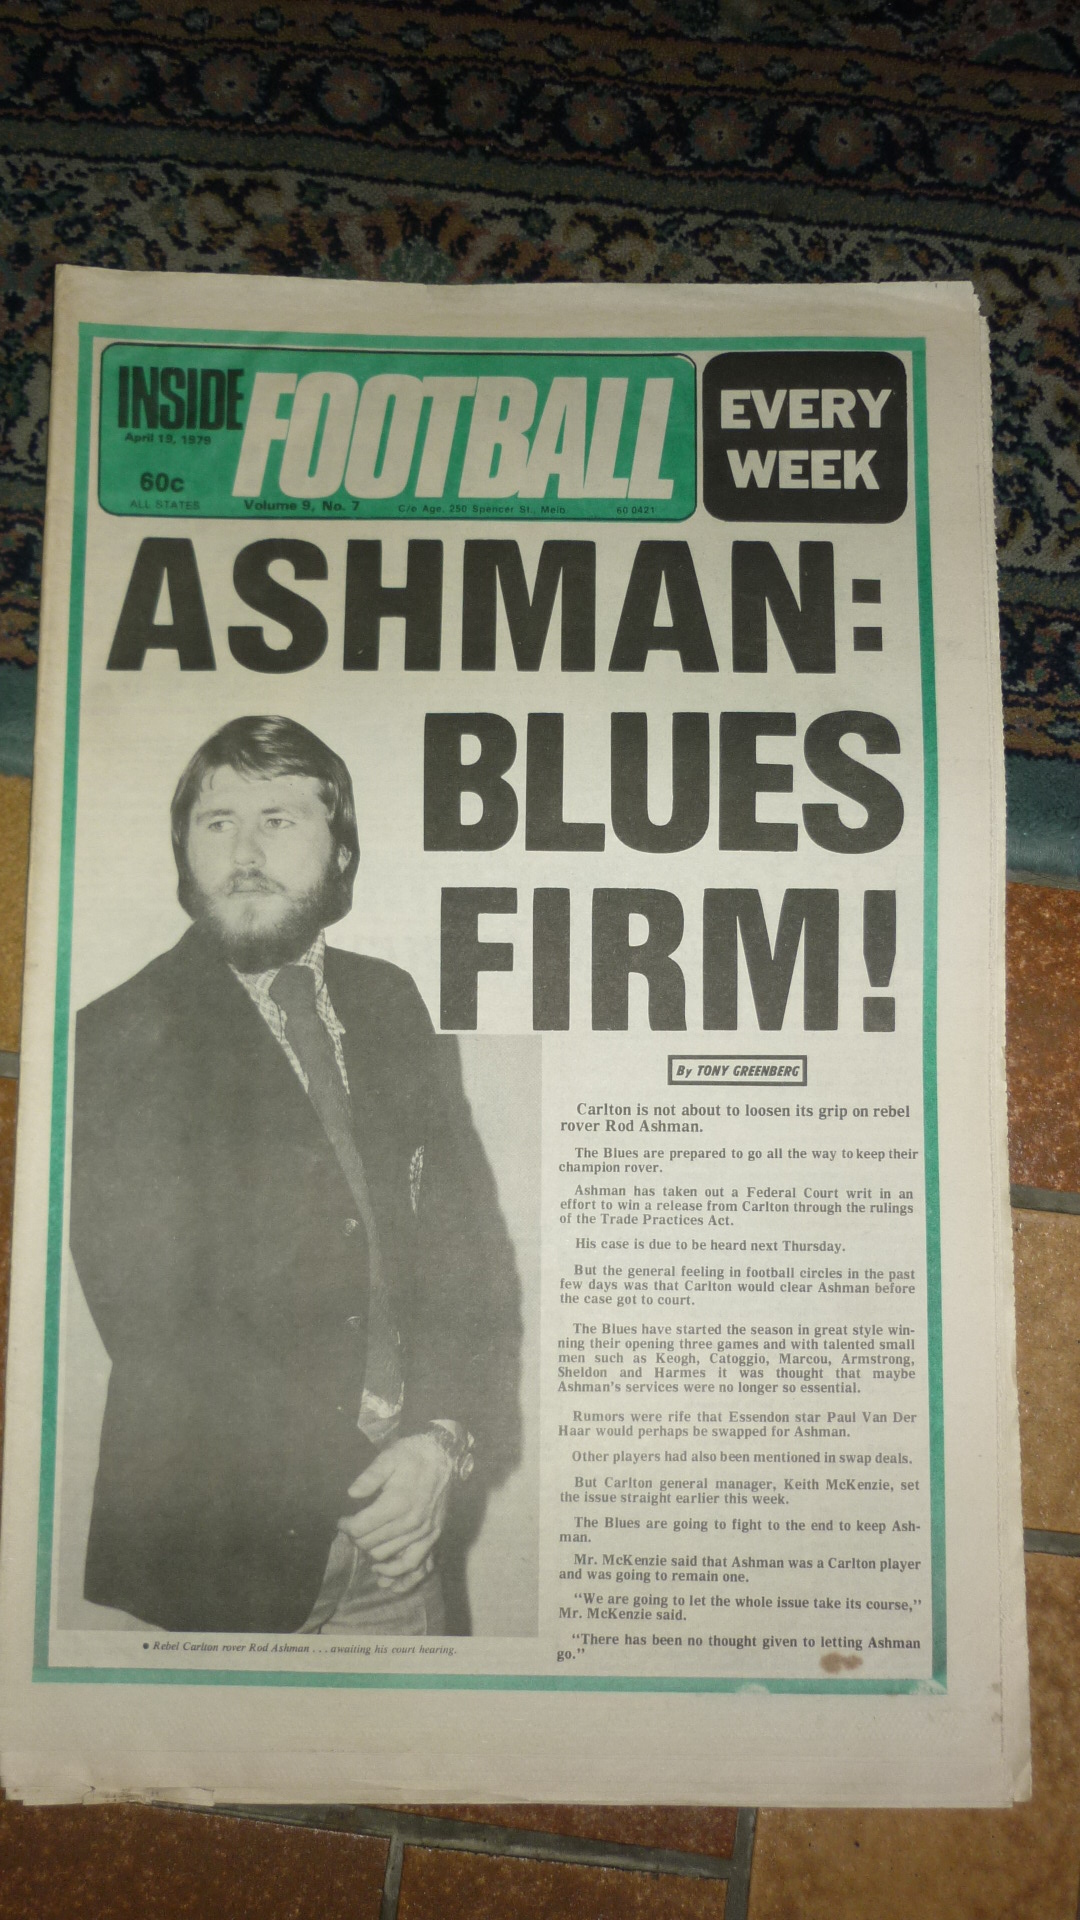 INSIDE
FOOTBALL
EVERY
WEEK
April 19, 1979
60c
ALL STATES
Volume 9, No. 7
C/o Age, 250 Spencer St., Melb.
60 0421
ASHMAN:
BLUES
FIRM!
By TONY GREENBERG
Carlton is not about to loosen its grip on rebel
rover Rod Ashman.
The Blues are prepared to go all the way to keep their
champion rover.
Ashman has taken out a Federal Court writ in an
effort to win a release from Carlton through the rulings
of the Trade Practices Act.
His case is due to be heard next Thursday.
But the general feeling in football circles in the past
few days was that Carlton would clear Ashman before
the case got to court.
The Blues have started the season in great style win-
ning their opening three games and with talented small
men such as Keogh, Catoggio, Marcou, Armstrong,
Sheldon and Harmes it was thought that maybe
Ashman's services were no longer so essential.
Rumors were rife that Essendon star Paul Van Der
Haar would perhaps be swapped for Ashman.
Other players had also been mentioned in swap deals.
But Carlton general manager, Keith McKenzie, set
the issue straight earlier this week.
The Blues are going to fight to the end to keep Ash-
man.
Mr. McKenzie said that Ashman was a Carlton player
and was going to remain one.
“We are going to let the whole issue take its course,”
Mr. McKenzie said.
“There has been no thought given to letting Ashman
go.”
● Rebel Carlton rover Rod Ashman . . . awaiting his court hearing.